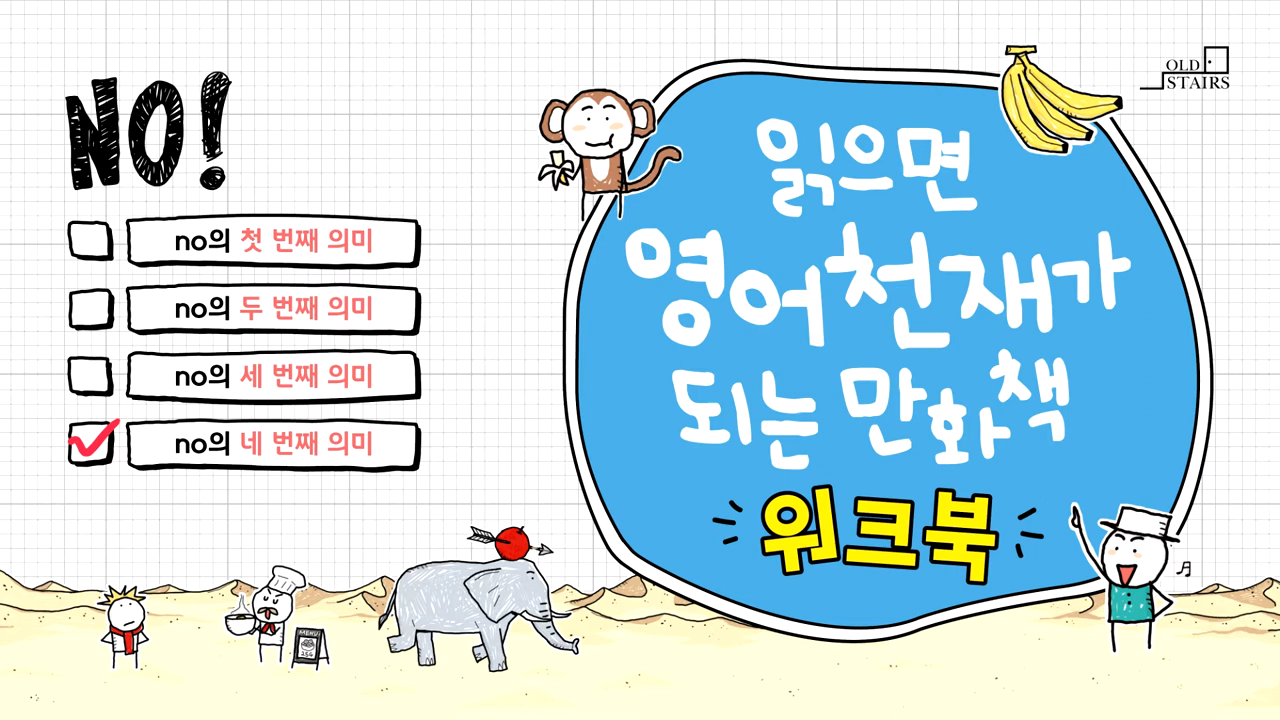 NO!
no의 첫 번째 의미
no의 두 번째 의미
no의 세 번째 의미
no의 네 번째 의미
읽으면
영어천재가
되는 만화책
워크북
OLD
STAIRS
MENU